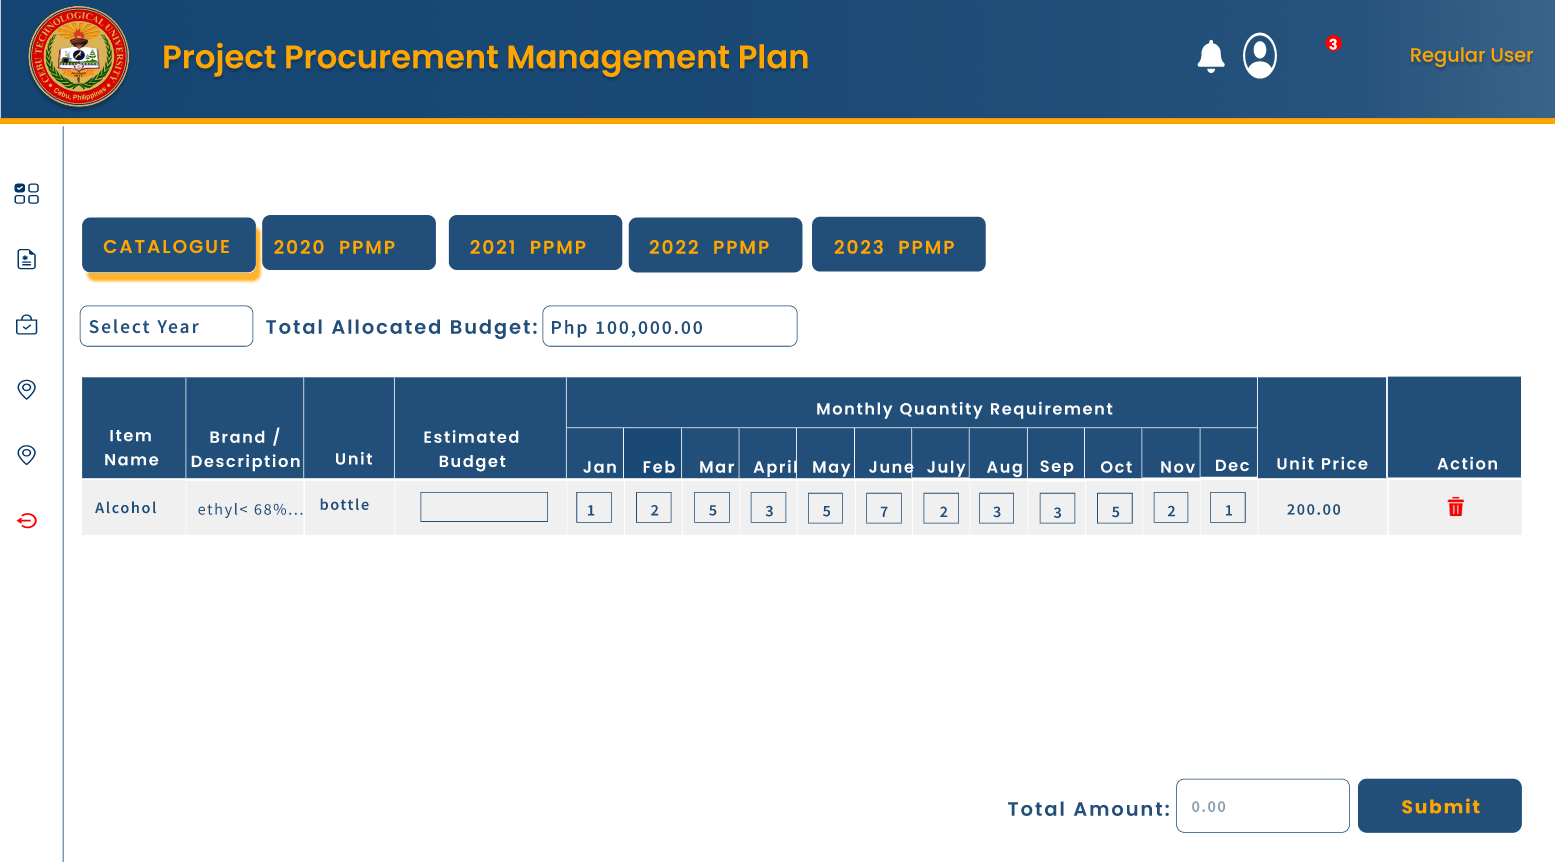 CEBU TECHNOLOGICAL UNIVERSITY
Cebu, Philippines
Project Procurement Management Plan
3
Regular User
CATALOGUE
2020 PPMP
2021 PPMP
2022 PPMP
2023 PPMP
Select Year
Total Allocated Budget:
Php 100,000.00
Item Name
Brand / Description
Unit
Estimated Budget
Monthly Quantity Requirement
Jan Feb Mar April May June July Aug Sep Oct Nov Dec
Unit Price
Action
Alcohol ethyl< 68%... bottle 1 2 5 3 5 7 2 3 3 5 2 1 200.00
Total Amount:
0.00
Submit